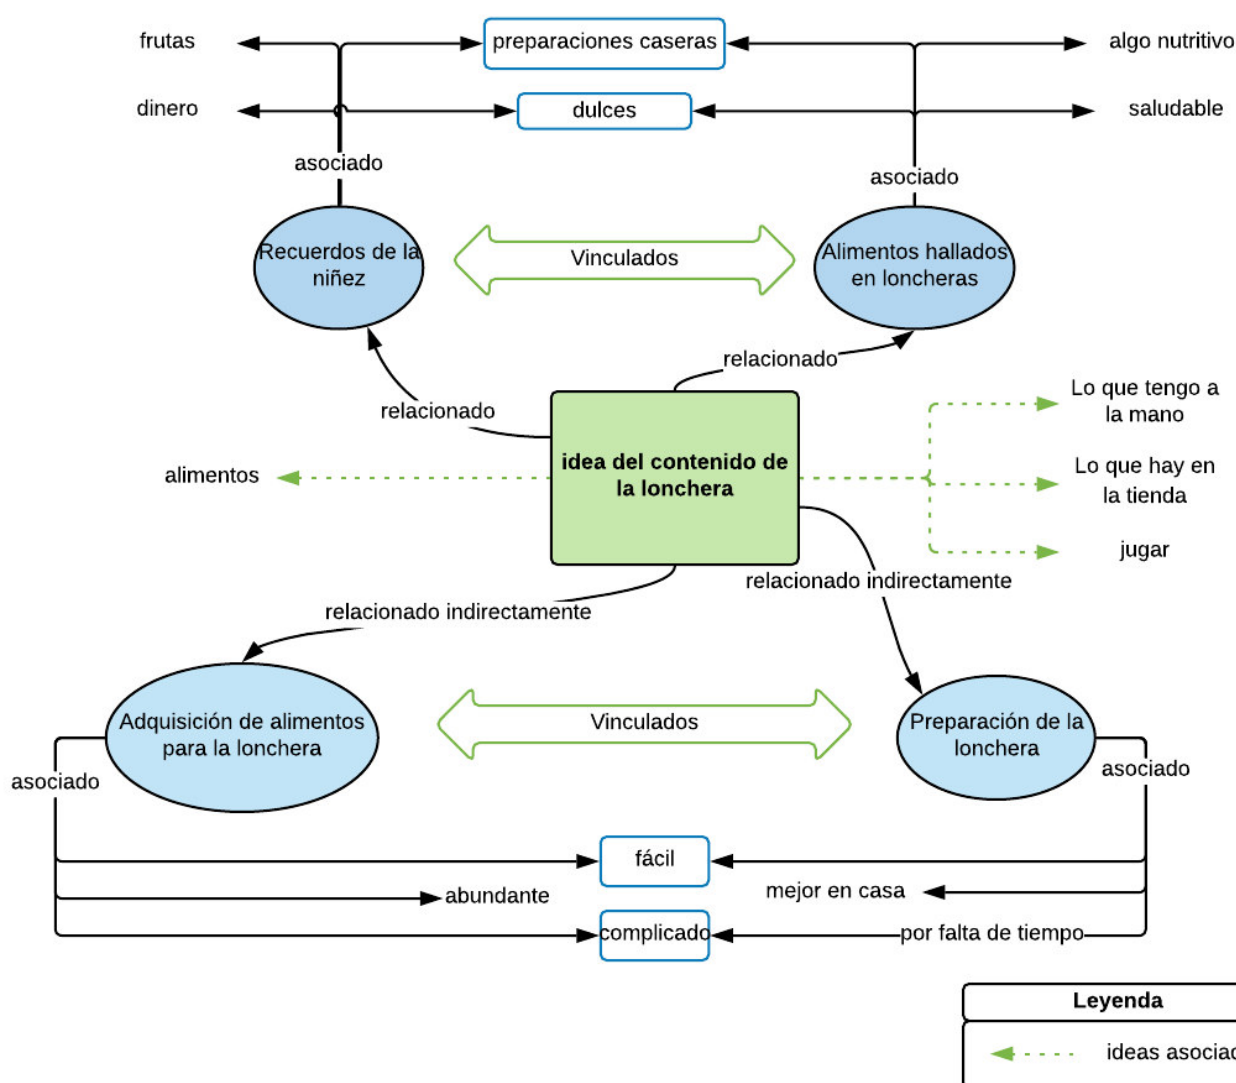 frutas
preparaciones caseras
algo nutritivo
dinero
dulces
saludable
asociado
asociado
Recuerdos de la
niñez
Vinculados
Alimentos hallados
en loncheras
relacionado
relacionado
Lo que tengo a
la mano
alimentos
idea del contenido de
la lonchera
Lo que hay en
la tienda
jugar
relacionado indirectamente
relacionado indirectamente
Adquisición de alimentos
para la lonchera
Vinculados
Preparación de la
lonchera
asociado
asociado
fácil
abundante
mejor en casa
complicado
por falta de tiempo
Leyenda
ideas